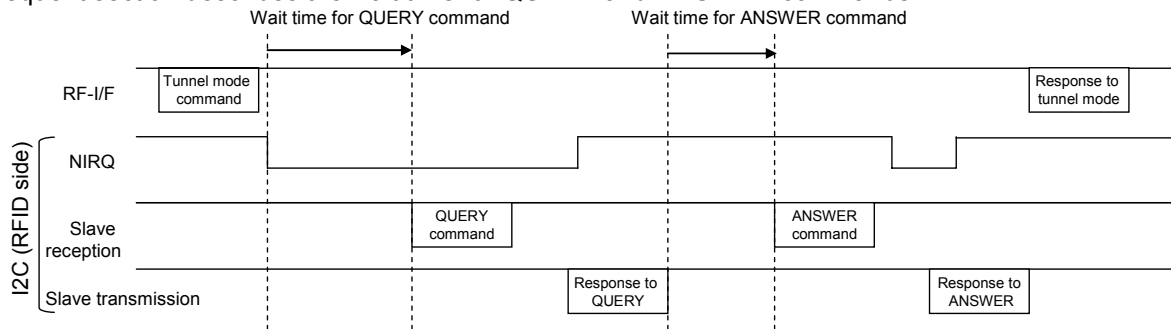 Wait time for QUERY command
Wait time for ANSWER command
RF-I/F
Tunnel mode
command
Response to
tunnel mode
I2C (RFID side)
NIRQ
Slave
reception
QUERY
command
ANSWER
command
Slave transmission
Response to
QUERY
Response to
ANSWER